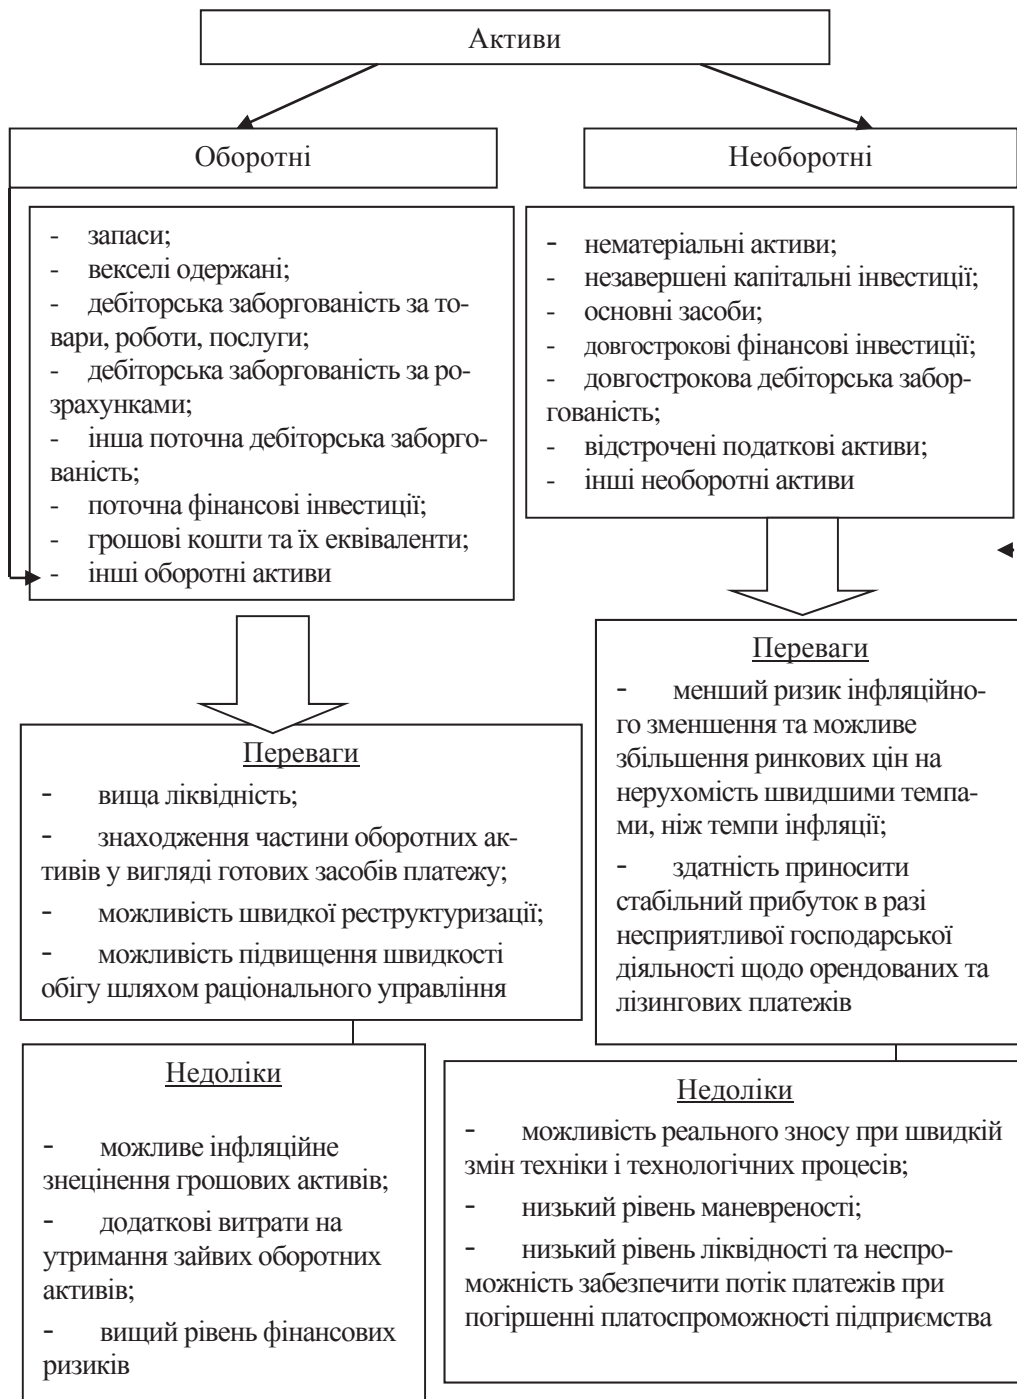 Активи
Оборотні
- запаси;
- векселі одержані;
- дебіторська заборгованість за то-
вари, роботи, послуги;
- дебіторська заборгованість за ро-
зрахунками;
- інша поточна дебіторська заборго-
ваність;
- поточна фінансові інвестиції;
- грошові кошти та їх еквіваленти;
- інші оборотні активи
Переваги
- вища ліквідність;
- знаходження частини оборотних ак-
тивів у вигляді готових засобів платежу;
- можливість швидкої реструктуризації;
- можливість підвищення швидкості
обігу шляхом раціонального управління
Недоліки
- можливе інфляційне
знецінення грошових активів;
- додаткові витрати на
утримання зайвих оборотних
активів;
- вищий рівень фінансових
ризиків
Необоротні
- нематеріальні активи;
- незавершені капітальні інвестиції;
- основні засоби;
- довгострокові фінансові інвестиції;
- довгострокова дебіторська забор-
гованість;
- відстрочені податкові активи;
- інші необоротні активи
Переваги
- менший ризик інфляційно-
го зменшення та можливе
збільшення ринкових цін на
нерухомість швидшими темпа-
ми, ніж темпи інфляції;
- здатність приносити
стабільний прибуток в разі
несприятливої господарської
діяльності щодо орендованих та
лізингових платежів
Недоліки
- можливість реального зносу при швидкій
змін техніки і технологічних процесів;
- низький рівень маневреності;
- низький рівень ліквідності та неспро-
можність забезпечити потік платежів при
погіршенні платоспроможності підприємства